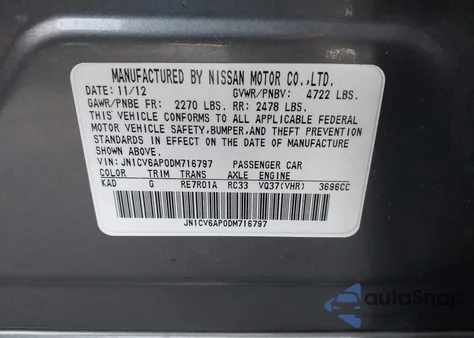 MANUFACTURED BY NISSAN MOTOR CO.,LTD.
DATE: 11/12 GVWR/PNBV: 4722 LBS.
GAWR/PNBE FR: 2270 LBS. RR: 2478 LBS.
THIS VEHICLE CONFORMS TO ALL APPLICABLE FEDERAL
MOTOR VEHICLE SAFETY, BUMPER, AND THEFT PREVENTION
STANDARDS IN EFFECT ON THE DATE OF MANUFACTURE
SHOWN ABOVE.
VIN: JN1CV6AP0DM716797 PASSENGER CAR
COLOR TRIM TRANS AXLE ENGINE
KAD G RE7R01A RC33 VQ37(VHR) 3696CC
JN1CV6AP0DM716797
autoSnap